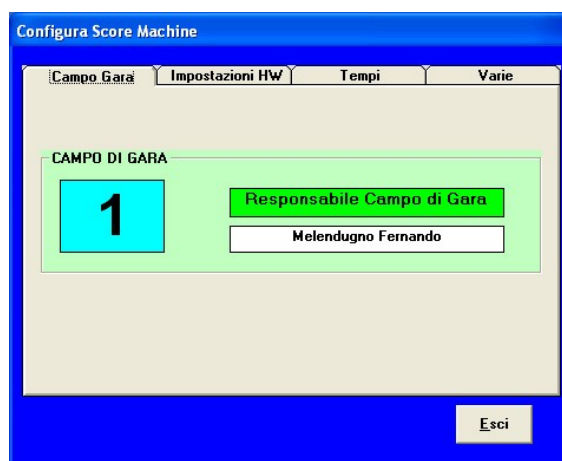 Configura Score Machine
Campo Gara Impostazioni HW Tempi Varie
CAMPO DI GARA
1
Responsabile Campo di Gara
Melendugno Fernando
Esci